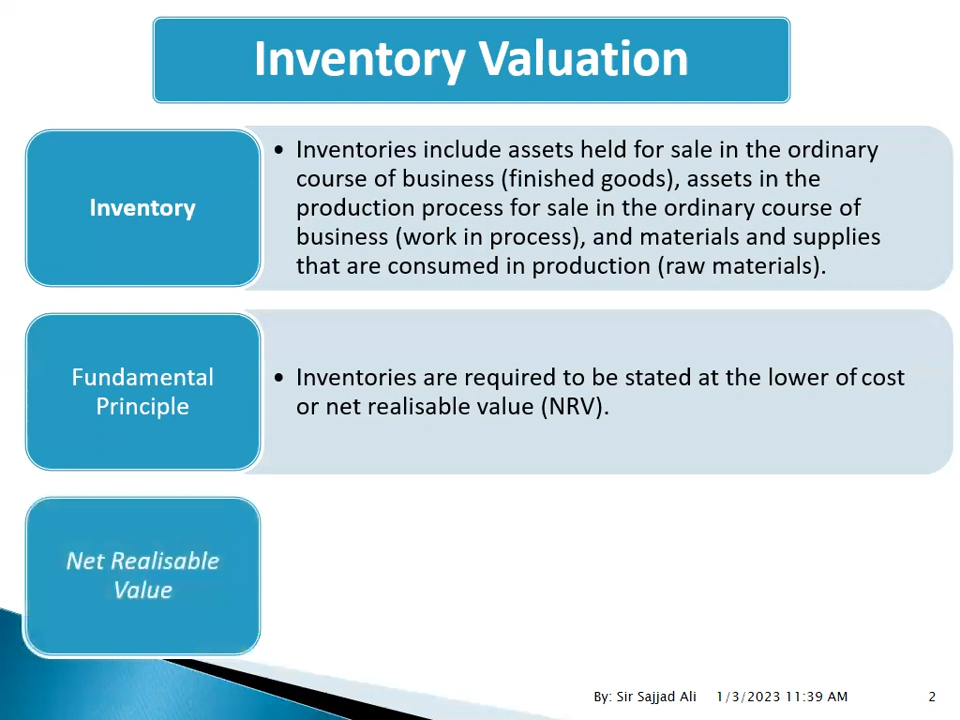 Inventory Valuation
Inventory
• Inventories include assets held for sale in the ordinary
course of business (finished goods), assets in the
production process for sale in the ordinary course of
business (work in process), and materials and supplies
that are consumed in production (raw materials).
Fundamental
Principle
• Inventories are required to be stated at the lower of cost
or net realisable value (NRV).
Net Realisable
Value
By: Sir Sajjad Ali 1/3/2023 11:39 AM 2